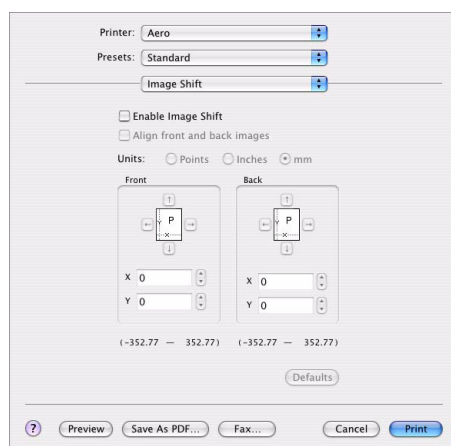 Printer: Aero
Presets: Standard
Image Shift
Enable Image Shift
Align front and back images
Units: Points Inches mm
Front Back
P P
Y X Y X
X 0 X 0
Y 0 Y 0
(-352.77 — 352.77) (-352.77 — 352.77)
Defaults
? Preview Save As PDF... Fax... Cancel Print